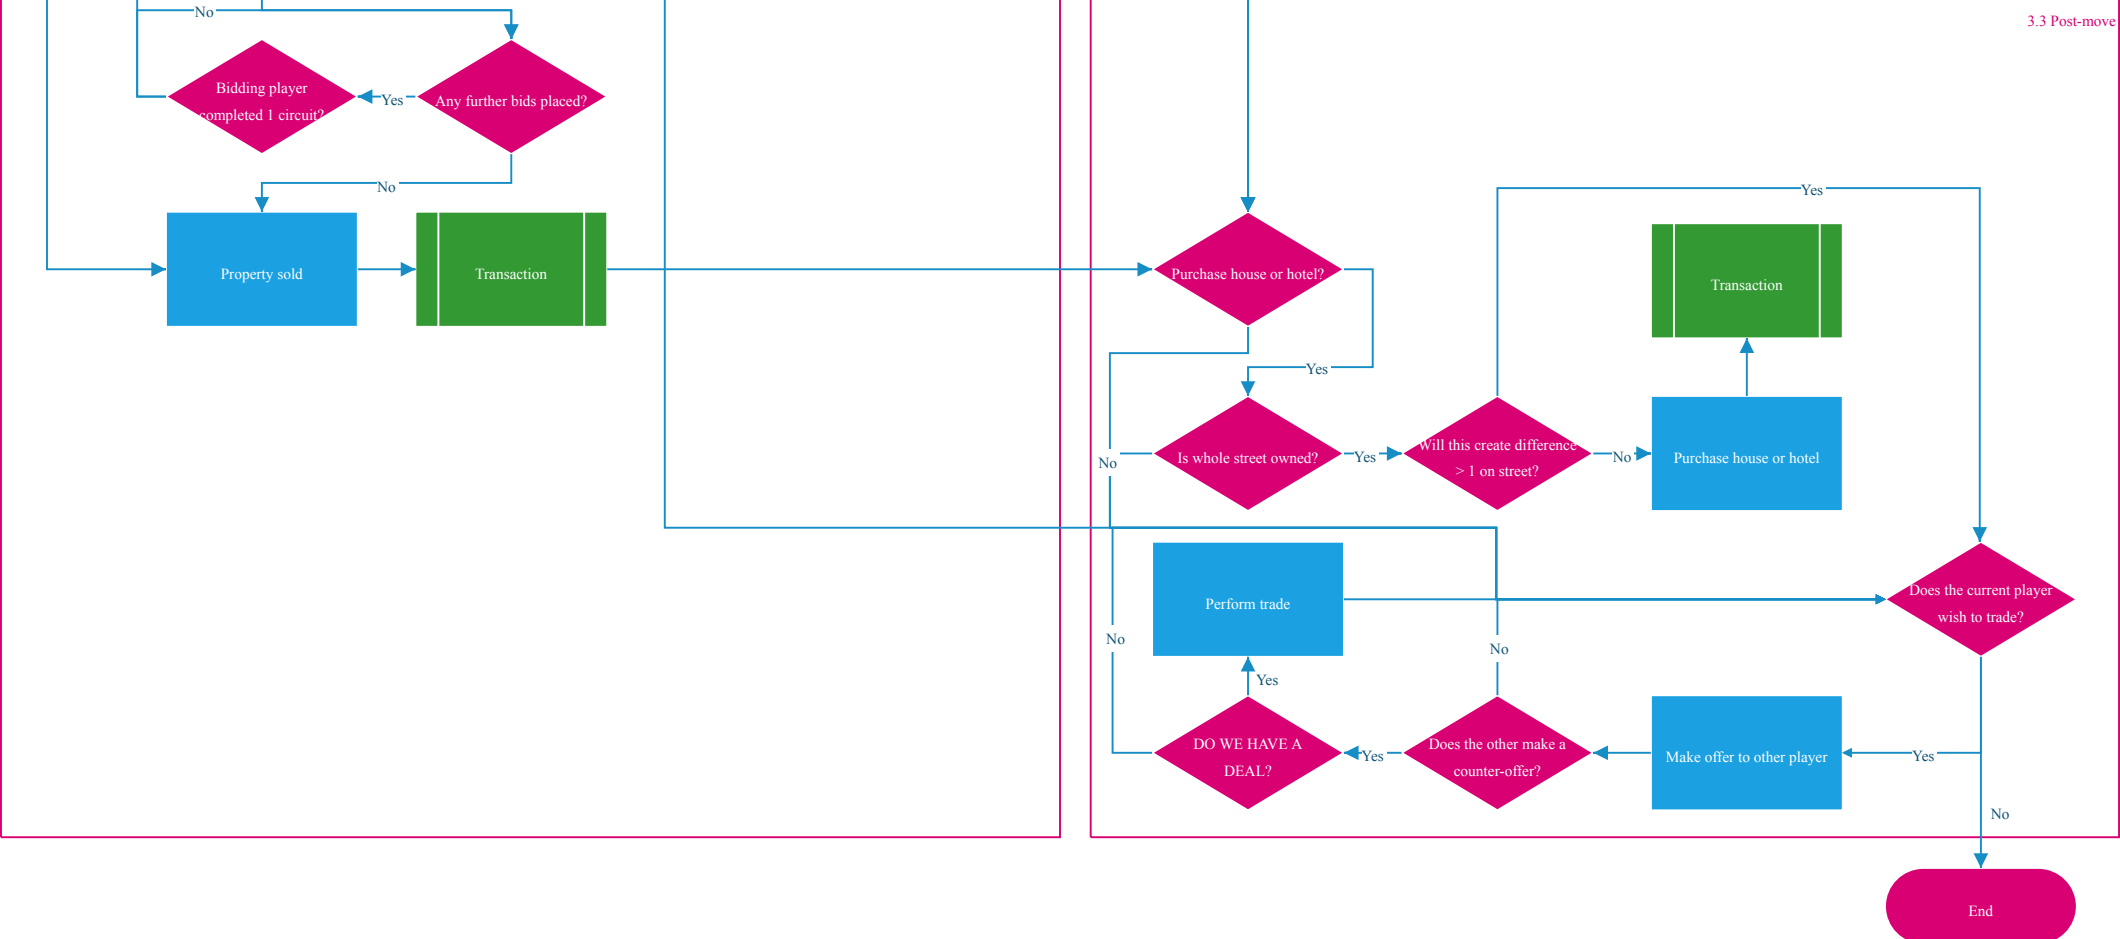 No
3.3 Post-move
Bidding player
completed 1 circuit?
Yes
Any further bids placed?
No
Yes
Property sold
Transaction
Purchase house or hotel?
Transaction
Yes
No
Is whole street owned?
Yes
Will this create difference
> 1 on street?
No
Purchase house or hotel
Perform trade
Does the current player
wish to trade?
No
No
Yes
DO WE HAVE A
DEAL?
Yes
Does the other make a
counter-offer?
Make offer to other player
Yes
No
End